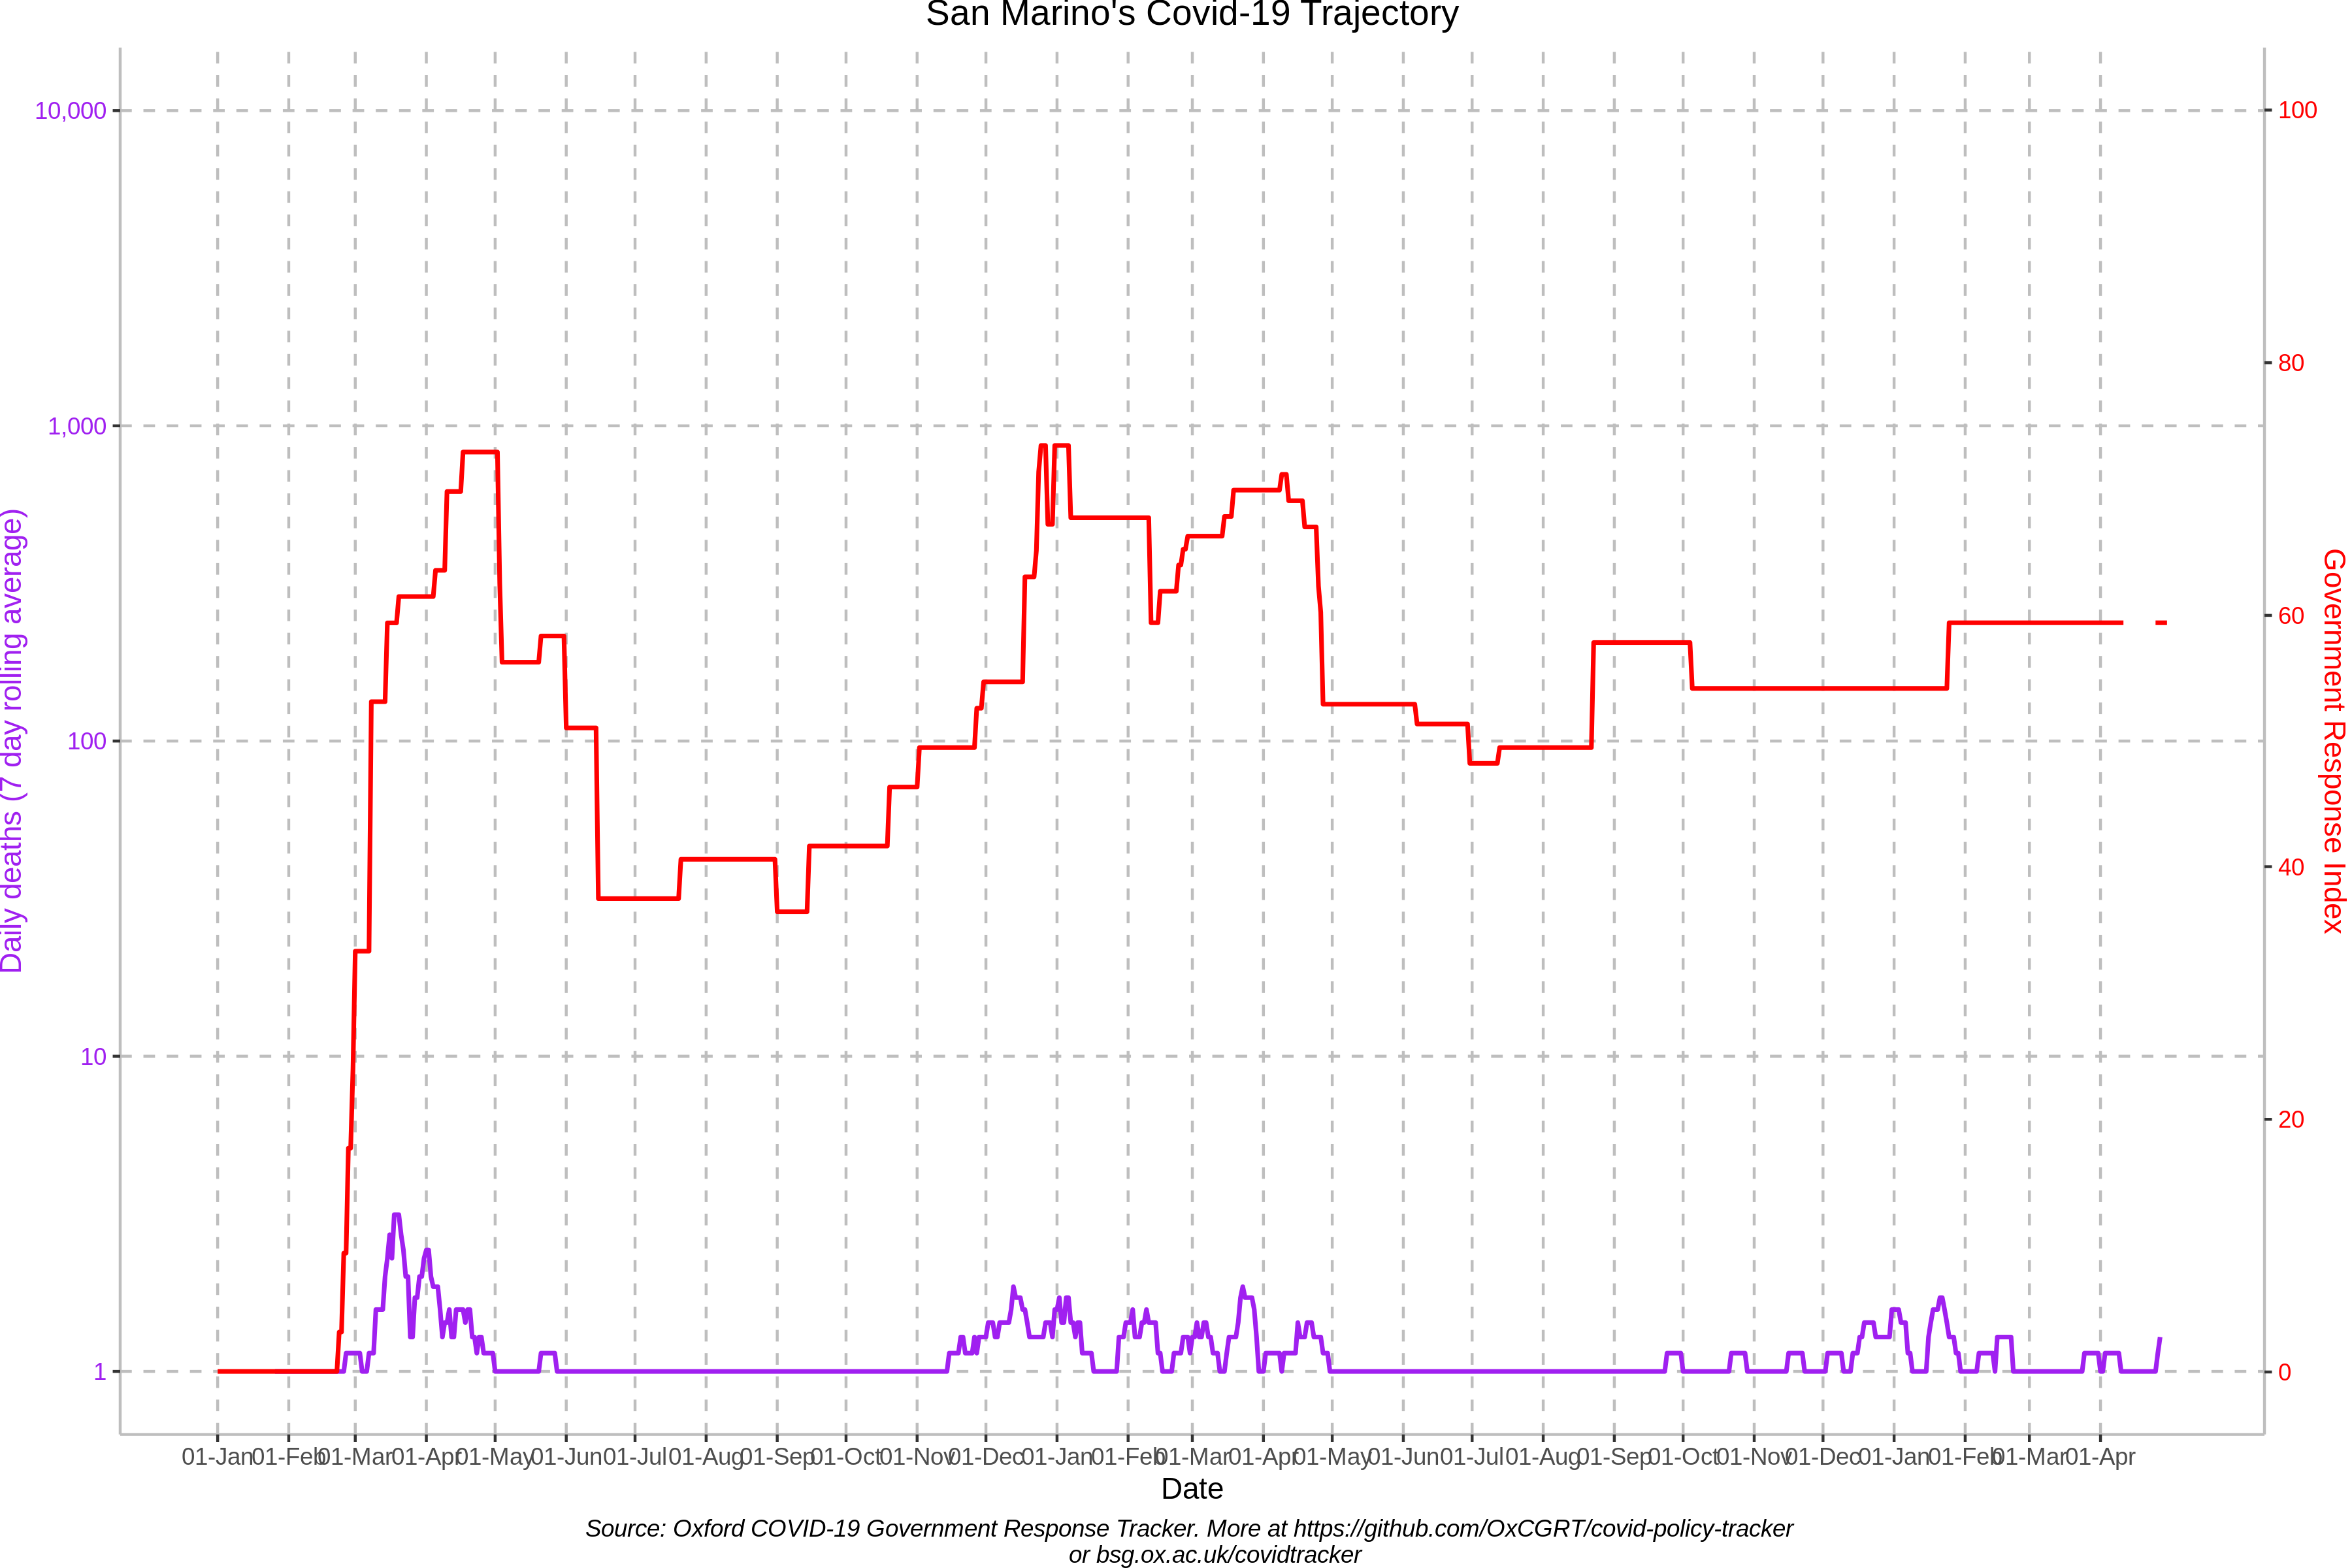 San Marino's Covid-19 Trajectory
10,000
1,000
100
10
1
Daily deaths (7 day rolling average)
100
80
60
40
20
0
Government Response Index
01-Jan 01-Feb 01-Mar 01-Apr 01-May 01-Jun 01-Jul 01-Aug 01-Sep 01-Oct 01-Nov 01-Dec 01-Jan 01-Feb 01-Mar 01-Apr 01-May 01-Jun 01-Jul 01-Aug 01-Sep 01-Oct 01-Nov 01-Dec 01-Jan 01-Feb 01-Mar 01-Apr
Date
Source: Oxford COVID-19 Government Response Tracker. More at https://github.com/OxCGRT/covid-policy-tracker
or bsg.ox.ac.uk/covidtracker